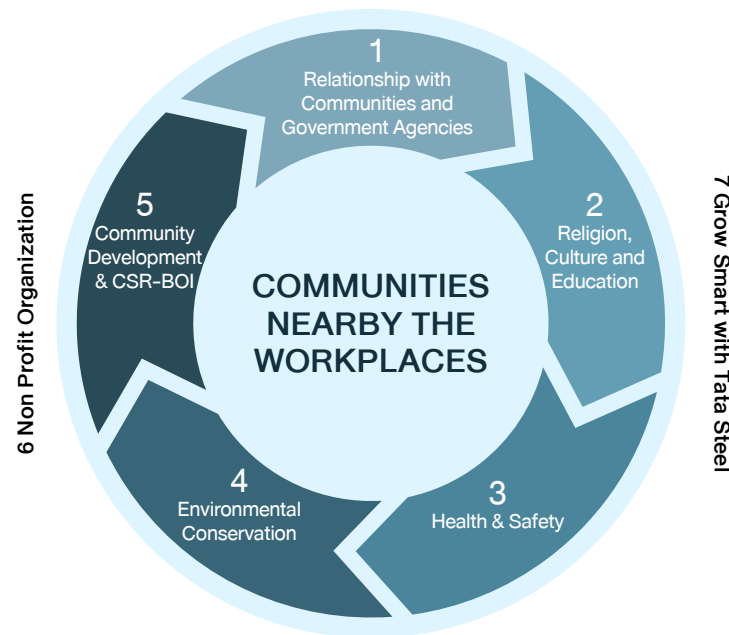 1
Relationship with
Communities and
Government Agencies
2
Religion,
Culture and
Education
3
Health & Safety
4
Environmental
Conservation
5
Community
Development
& CSR-BOI
COMMUNITIES
NEARBY THE
WORKPLACES
6 Non Profit Organization
7 Grow Smart with Tata Steel